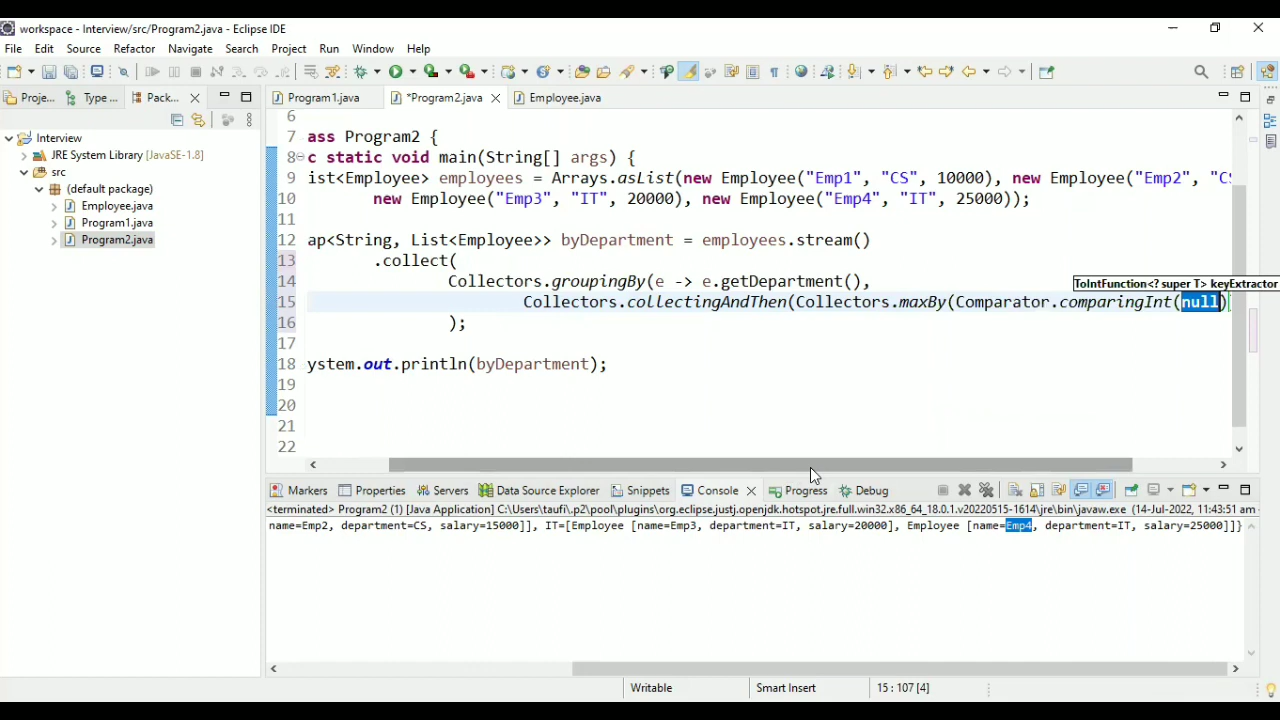 workspace - Interview/src/Program2.java - Eclipse IDE
File Edit Source Refactor Navigate Search Project Run Window Help
Proje... Type ... Pack...
Program1.java *Program2.java Employee.java
Interview
JRE System Library [JavaSE-1.8]
src
(default package)
Employee.java
Program1.java
Program2.java
6
7 ass Program2 {
8 c static void main(String[] args) {
9 ist<Employee> employees = Arrays.asList(new Employee("Emp1", "CS", 10000), new Employee("Emp2", "CS
10 new Employee("Emp3", "IT", 20000), new Employee("Emp4", "IT", 25000));
11
12 ap<String, List<Employee>> byDepartment = employees.stream()
13 .collect(
14 Collectors.groupingBy(e -> e.getDepartment(),
ToIntFunction<? super T> keyExtractor
15 Collectors.collectingAndThen(Collectors.maxBy(Comparator.comparingInt(null)
16 );
17
18 ystem.out.println(byDepartment);
19
20
21
22
Markers Properties Servers Data Source Explorer Snippets Console Progress Debug
<terminated> Program2 (1) [Java Application] C:\Users\taufi\.p2\pool\plugins\org.eclipse.justj.openjdk.hotspot.jre.full.win32.x86_64_18.0.1.v20220515-1614\jre\bin\javaw.exe (14-Jul-2022, 11:43:51 am
name=Emp2, department=CS, salary=15000]], IT=[Employee [name=Emp3, department=IT, salary=20000], Employee [name=Emp4, department=IT, salary=25000]]}
Writable Smart Insert 15 : 107 [4]